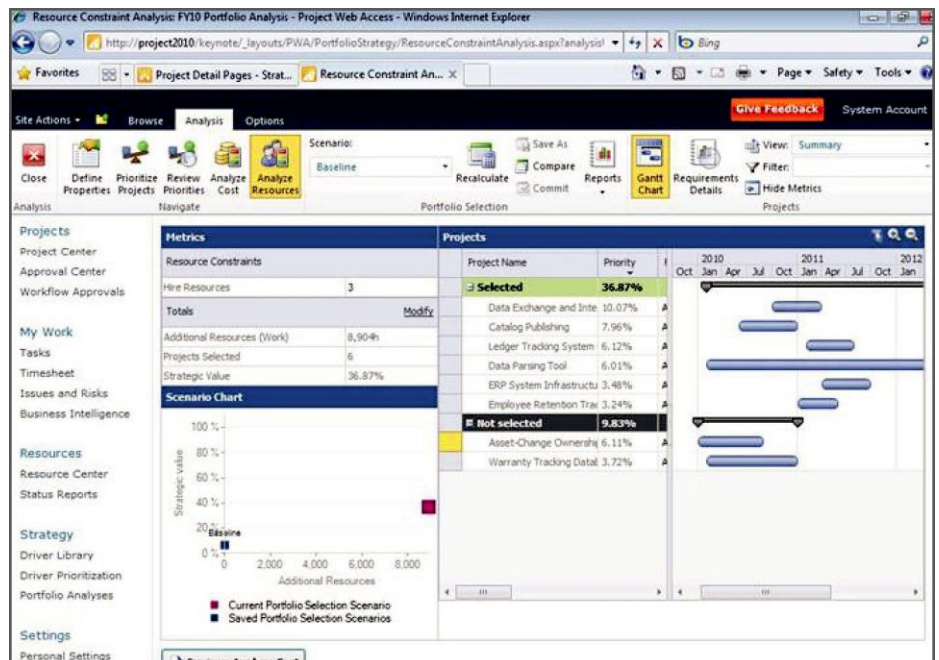 Resource Constraint Analysis: FY10 Portfolio Analysis - Project Web Access - Windows Internet Explorer
http://project2010/keynote/_layouts/PWA/PortfolioStrategy/ResourceConstraintAnalysis.aspx?analysisI
Bing
Favorites
Project Detail Pages - Strat...
Resource Constraint An... X
Page
Safety
Tools
Give Feedback
System Account
Site Actions
Browse
Analysis
Options
Close
Define Properties
Prioritize Projects
Review Priorities
Analyze Cost
Analyze Resources
Scenario:
Baseline
Recalculate
Save As
Compare
Commit
Reports
Gantt Chart
Requirements Details
View: Summary
Filter:
Hide Metrics
Analysis
Navigate
Portfolio Selection
Projects
Projects
Project Center
Approval Center
Workflow Approvals
My Work
Tasks
Timesheet
Issues and Risks
Business Intelligence
Resources
Resource Center
Status Reports
Strategy
Driver Library
Driver Prioritization
Portfolio Analyses
Settings
Personal Settings
Metrics
Resource Constraints
Hire Resources 3
Totals Modify
Additional Resources (Work) 8,904h
Projects Selected 6
Strategic Value 36.87%
Scenario Chart
100 %
80 %
60 %
40 %
20 %
0 %
Strategic value
Baseline
0 2,000 4,000 6,000 8,000
Additional Resources
Current Portfolio Selection Scenario
Saved Portfolio Selection Scenarios
Projects
Project Name Priority
2010 2011 2012
Oct Jan Apr Jul Oct Jan Apr Jul Oct Jan
Selected 36.87%
Data Exchange and Inte 10.07% A
Catalog Publishing 7.96% A
Ledger Tracking System 6.12% A
Data Parsing Tool 6.01% A
ERP System Infrastructu 3.48% A
Employee Retention Trac 3.24% A
Not selected 9.83%
Asset-Change Ownership 6.11% A
Warranty Tracking Datab 3.72% A